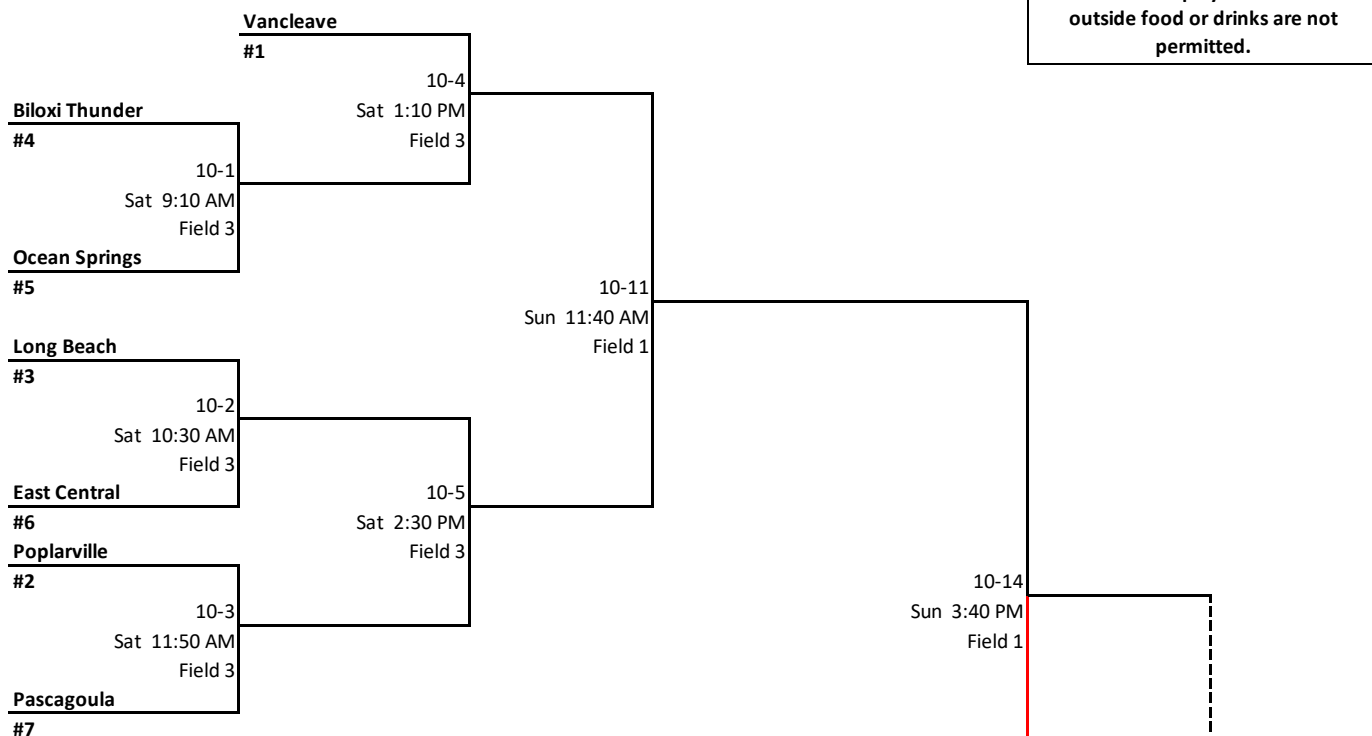 outside food or drinks are not
permitted.
Vancleave
#1
10-4
Sat 1:10 PM
Field 3
Biloxi Thunder
#4
10-1
Sat 9:10 AM
Field 3
Ocean Springs
#5
10-11
Sun 11:40 AM
Field 1
Long Beach
#3
10-2
Sat 10:30 AM
Field 3
East Central
#6
10-5
Sat 2:30 PM
Field 3
Poplarville
#2
10-3
Sat 11:50 AM
Field 3
Pascagoula
#7
10-14
Sun 3:40 PM
Field 1